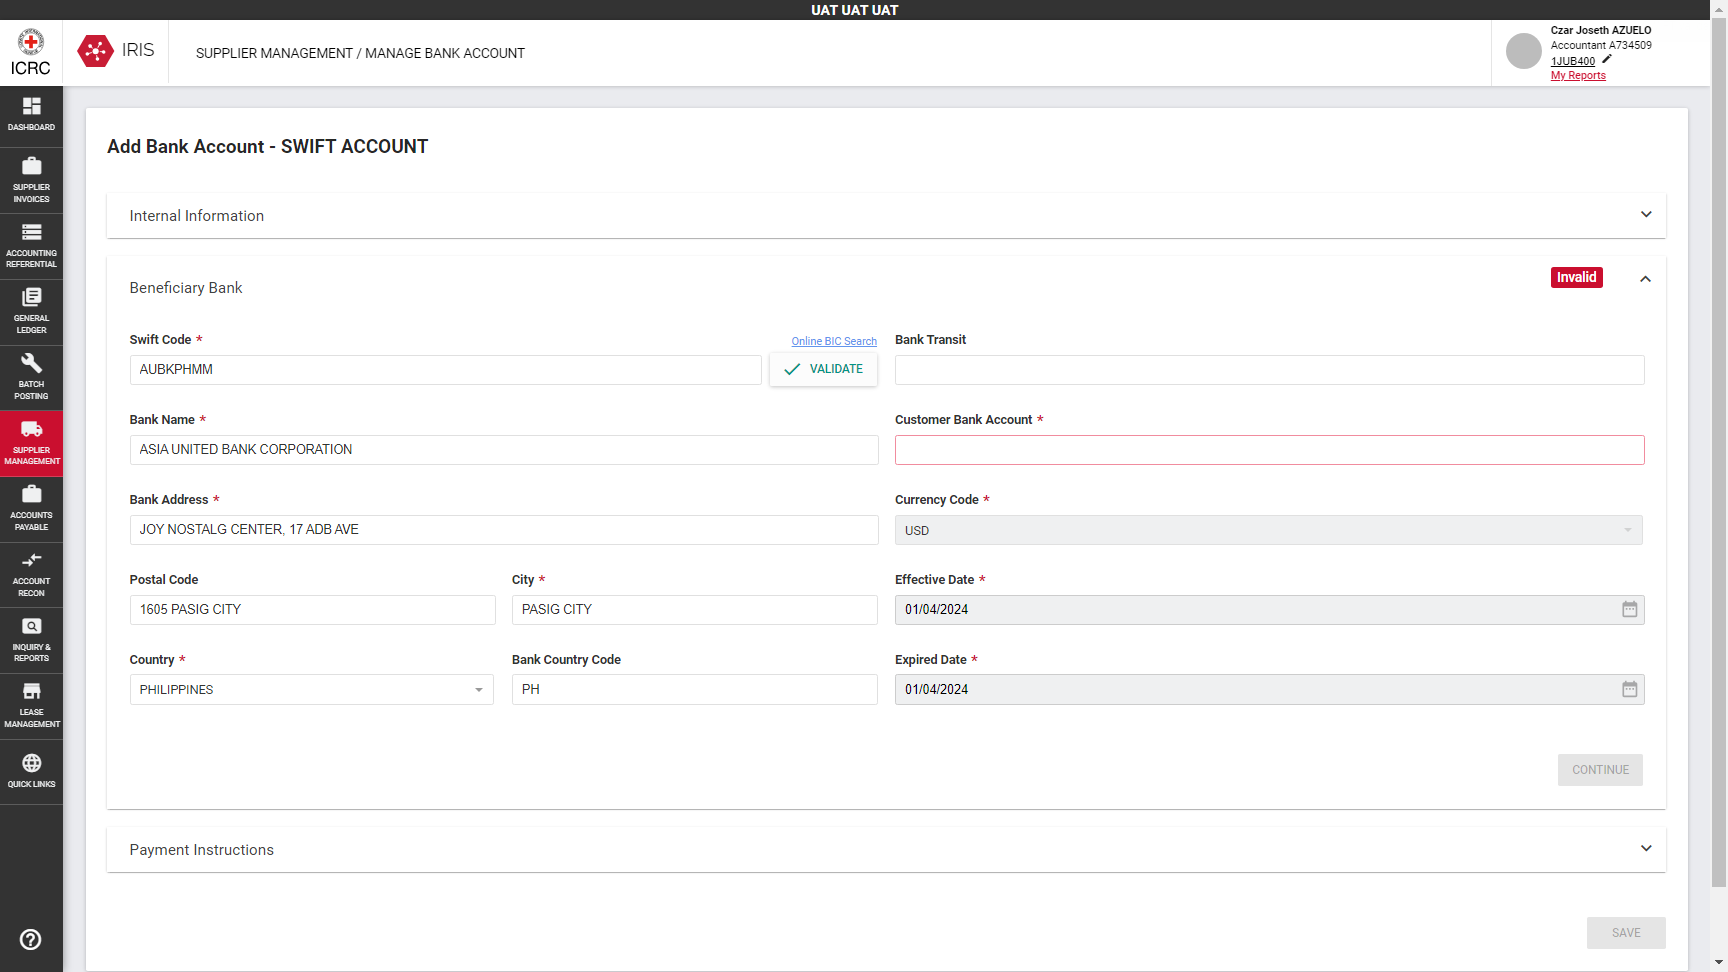 UAT UAT UAT
ICRC
IRIS
SUPPLIER MANAGEMENT / MANAGE BANK ACCOUNT
Czar Joseth AZUELO
Accountant A734509
1JUB400
My Reports
DASHBOARD
SUPPLIER
INVOICES
ACCOUNTING
REFERENTIAL
GENERAL
LEDGER
BATCH
POSTING
SUPPLIER
MANAGEMENT
ACCOUNTS
PAYABLE
ACCOUNT
RECON
INQUIRY &
REPORTS
LEASE
MANAGEMENT
QUICK LINKS
Add Bank Account - SWIFT ACCOUNT
Internal Information
Beneficiary Bank
Invalid
Swift Code *
Online BIC Search
AUBKPHMM
VALIDATE
Bank Transit
Bank Name *
ASIA UNITED BANK CORPORATION
Customer Bank Account *
Bank Address *
JOY NOSTALG CENTER, 17 ADB AVE
Currency Code *
USD
Postal Code
1605 PASIG CITY
City *
PASIG CITY
Effective Date *
01/04/2024
Country *
PHILIPPINES
Bank Country Code
PH
Expired Date *
01/04/2024
CONTINUE
Payment Instructions
SAVE